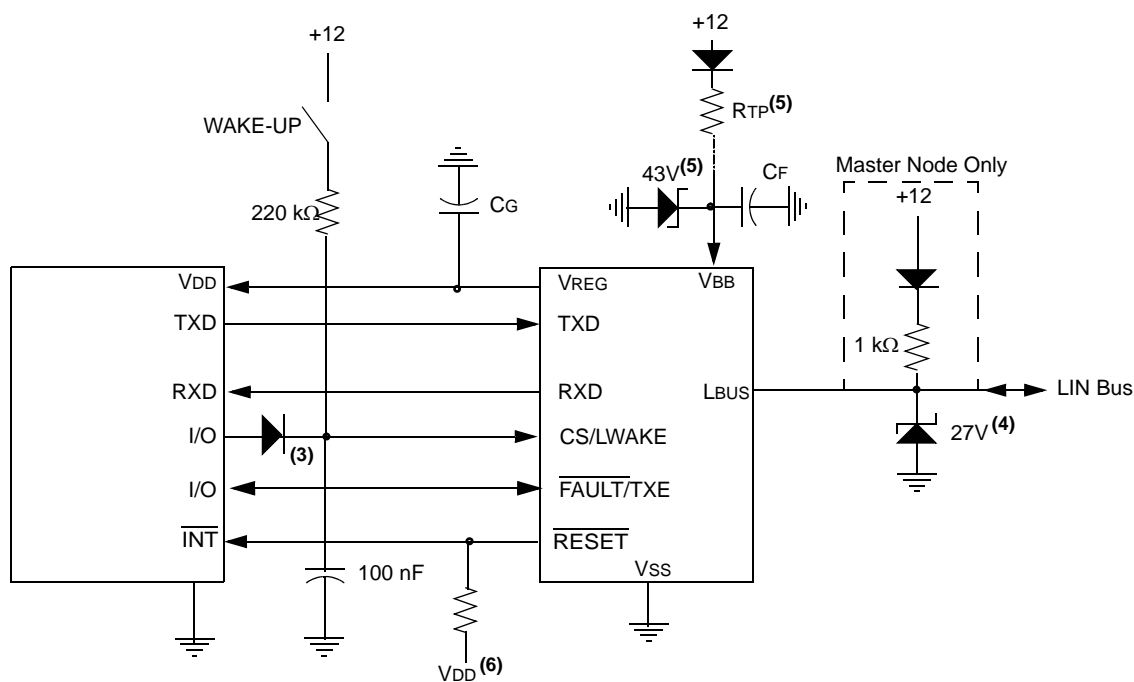 +12
+12
RTP(5)
WAKE-UP
43V(5)
CF
Master Node Only
+12
CG
220 kΩ
VDD
VREG
VBB
TXD
TXD
1 kΩ
RXD
RXD
LBUS
LIN Bus
I/O
(3)
CS/LWAKE
27V(4)
I/O
FAULT/TXE
INT
RESET
100 nF
VSS
VDD(6)